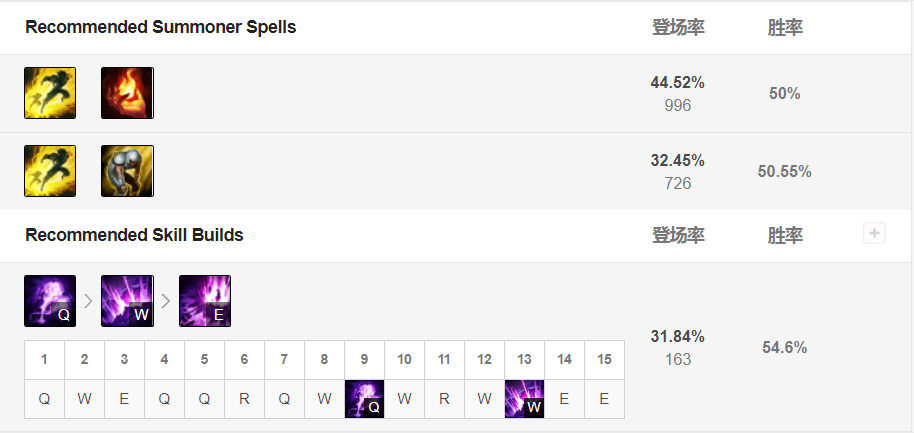 Recommended Summoner Spells 登场率 胜率
44.52%
996
50%
32.45%
726
50.55%
Recommended Skill Builds 登场率 胜率 +
Q W E
1 2 3 4 5 6 7 8 9 10 11 12 13 14 15
Q W E Q Q R Q W Q W R W W E E
31.84%
163
54.6%